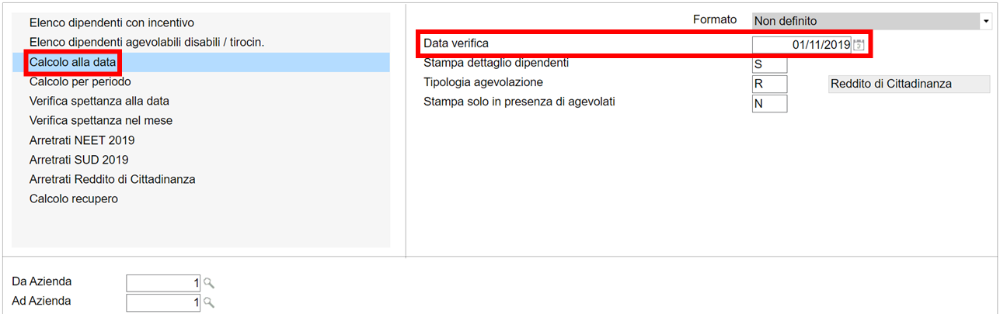 Elenco dipendenti con incentivo
Elenco dipendenti agevolabili disabili / tirocin.
Calcolo alla data
Calcolo per periodo
Verifica spettanza alla data
Verifica spettanza nel mese
Arretrati NEET 2019
Arretrati SUD 2019
Arretrati Reddito di Cittadinanza
Calcolo recupero
Formato Non definito
Data verifica 01/11/2019
Stampa dettaglio dipendenti S
Tipologia agevolazione R Reddito di Cittadinanza
Stampa solo in presenza di agevolati N
Da Azienda 1
Ad Azienda 1